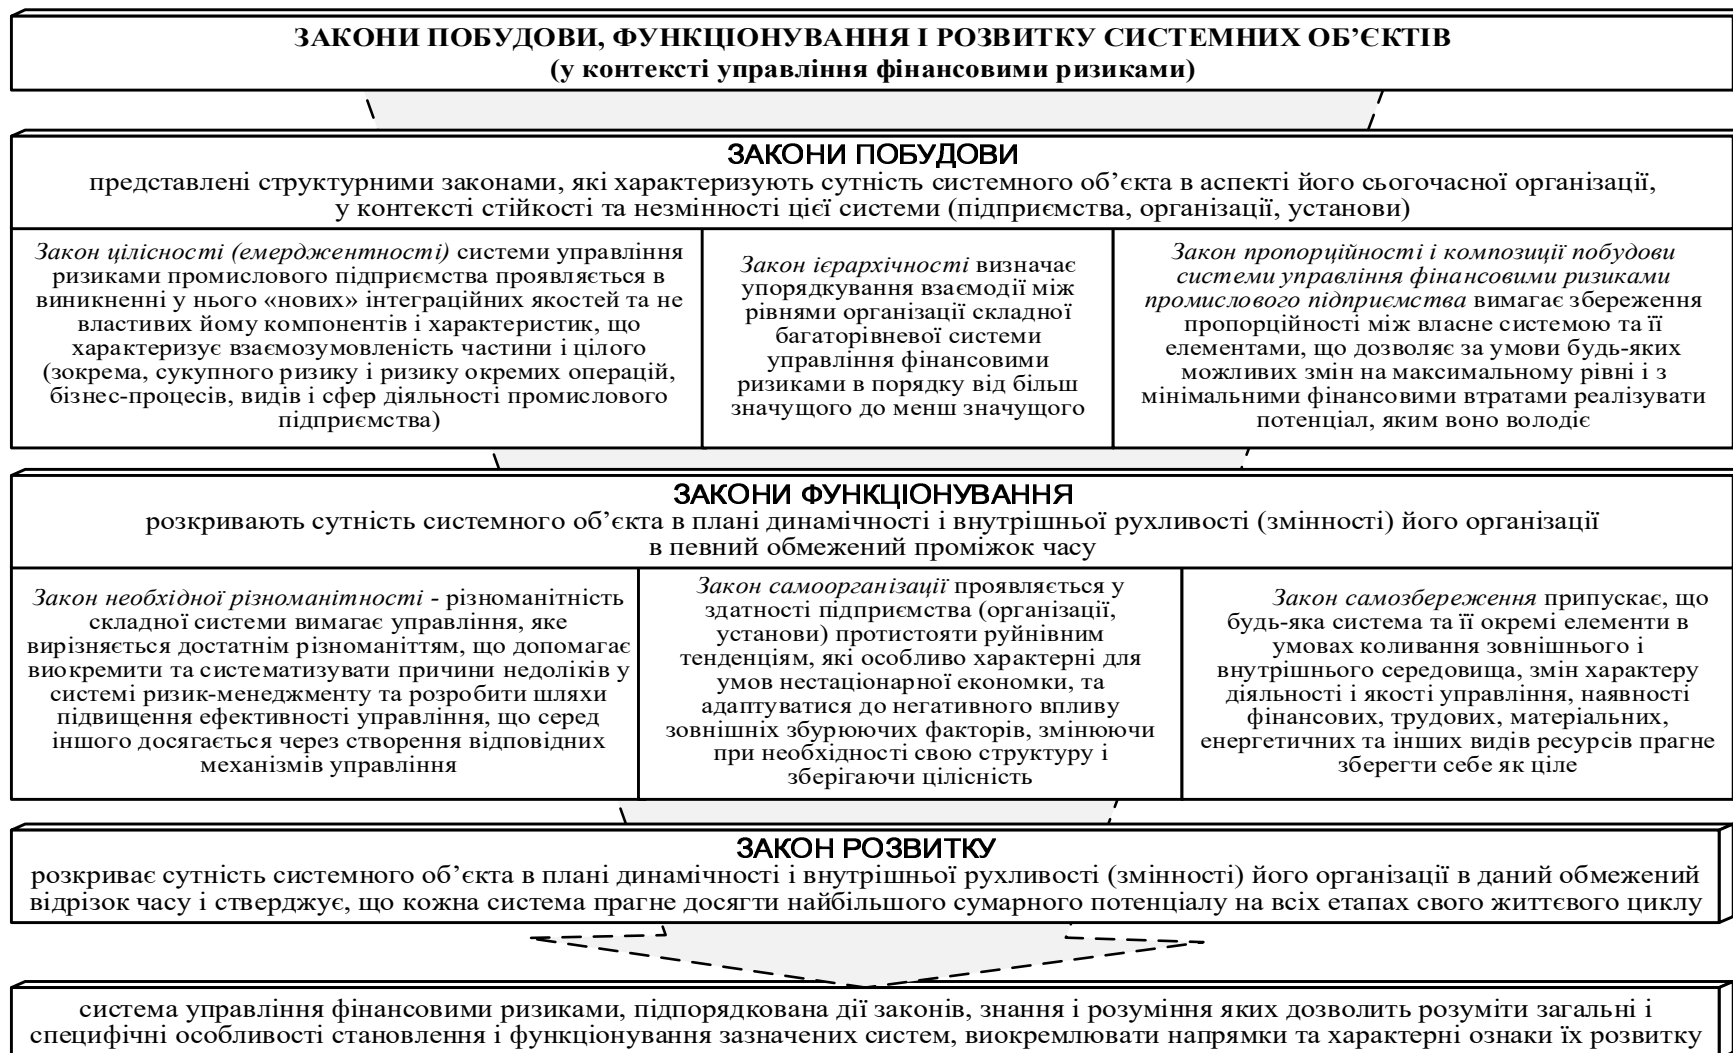 ЗАКОНИ ПОБУДОВИ, ФУНКЦІОНУВАННЯ І РОЗВИТКУ СИСТЕМНИХ ОБ’ЄКТІВ
(у контексті управління фінансовими ризиками)
ЗАКОНИ ПОБУДОВИ
представлені структурними законами, які характеризують сутність системного об’єкта в аспекті його сьогочасної організації,
у контексті стійкості та незмінності цієї системи (підприємства, організації, установи)
Закон цілісності (емерджентності) системи управління
ризиками промислового підприємства проявляється в
виникненні у нього «нових» інтеграційних якостей та не
властивих йому компонентів і характеристик, що
характеризує взаємозумовленість частини і цілого
(зокрема, сукупного ризику і ризику окремих операцій,
бізнес-процесів, видів і сфер діяльності промислового
підприємства)
Закон ієрархічності визначає
упорядкування взаємодії між
рівнями організації складної
багаторівневої системи
управління фінансовими
ризиками в порядку від більш
значущого до менш значущого
Закон пропорційності і композиції побудови
системи управління фінансовими ризиками
промислового підприємства вимагає збереження
пропорційності між власне системою та її
елементами, що дозволяє за умови будь-яких
можливих змін на максимальному рівні і з
мінімальними фінансовими втратами реалізувати
потенціал, яким воно володіє
ЗАКОНИ ФУНКЦІОНУВАННЯ
розкривають сутність системного об’єкта в плані динамічності і внутрішньої рухливості (змінності) його організації
в певний обмежений проміжок часу
Закон необхідної різноманітності - різноманітність
складної системи вимагає управління, яке
вирізняється достатнім різноманіттям, що допомагає
виокремити та систематизувати причини недоліків у
системі ризик-менеджменту та розробити шляхи
підвищення ефективності управління, що серед
іншого досягається через створення відповідних
механізмів управління
Закон самоорганізації проявляється у
здатності підприємства (організації,
установи) протистояти руйнівним
тенденціям, які особливо характерні для
умов нестаціонарної економки, та
адаптуватися до негативного впливу
зовнішніх збурюючих факторів, змінюючи
при необхідності свою структуру і
зберігаючи цілісність
Закон самозбереження припускає, що
будь-яка система та її окремі елементи в
умовах коливання зовнішнього і
внутрішнього середовища, змін характеру
діяльності і якості управління, наявності
фінансових, трудових, матеріальних,
енергетичних та інших видів ресурсів прагне
зберегти себе як ціле
ЗАКОН РОЗВИТКУ
розкриває сутність системного об’єкта в плані динамічності і внутрішньої рухливості (змінності) його організації в даний обмежений
відрізок часу і стверджує, що кожна система прагне досягти найбільшого сумарного потенціалу на всіх етапах свого життєвого циклу
система управління фінансовими ризиками, підпорядкована дії законів, знання і розуміння яких дозволить розуміти загальні і
специфічні особливості становлення і функціонування зазначених систем, виокремлювати напрямки та характерні ознаки їх розвитку